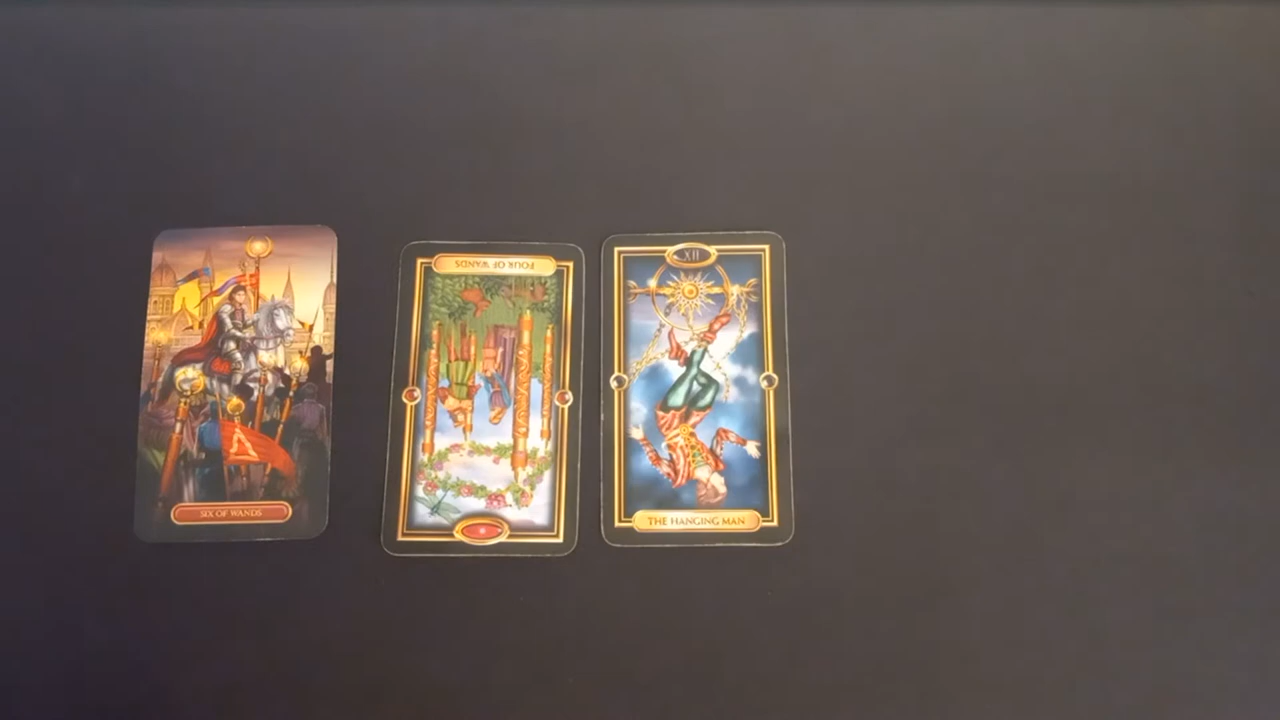 SIX OF WANDS
FOUR OF WANDS
XII
THE HANGING MAN